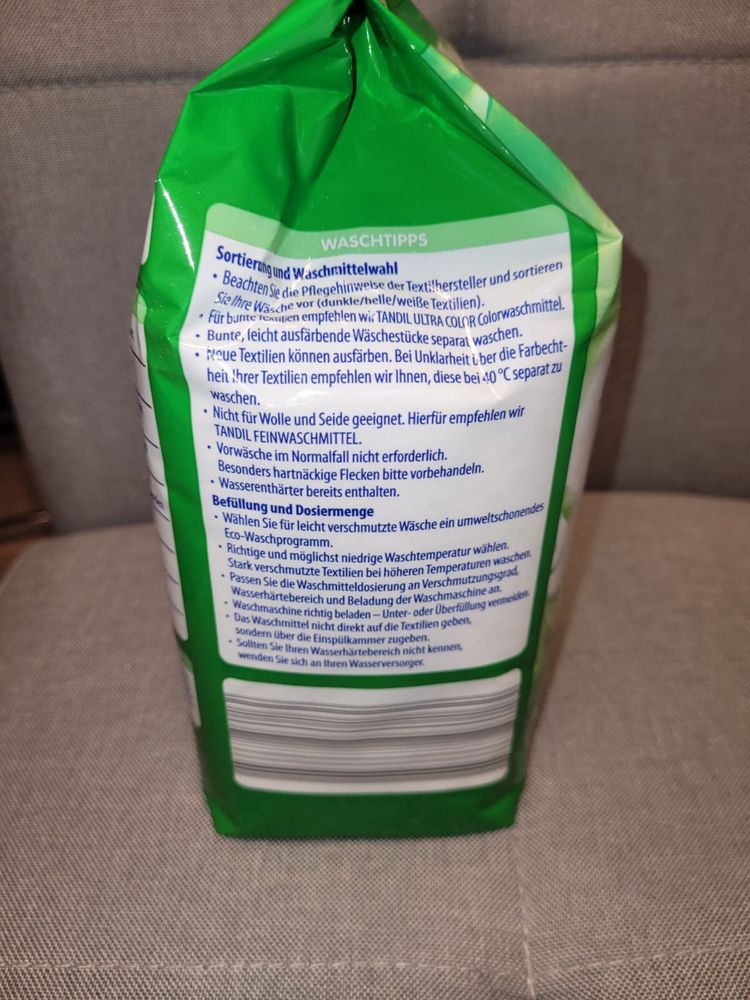 WASCHTIPPS
Sortierung und Waschmittelwahl
• Beachten Sie die Pflegehinweise der Textilhersteller und sortieren
Sie Ihre Wäsche vor (dunkle/helle/weiße Textilien).
• Für bunte Textilien empfehlen wir TANDIL ULTRA COLOR Colorwaschmittel.
• Bunte, leicht ausfärbende Wäschestücke separat waschen.
• Neue Textilien können ausfärben. Bei Unklarheit über die Farbecht-
heit Ihrer Textilien empfehlen wir Ihnen, diese bei 40 °C separat zu
waschen.
• Nicht für Wolle und Seide geeignet. Hierfür empfehlen wir
TANDIL FEINWASCHMITTEL.
• Vorwäsche im Normalfall nicht erforderlich.
Besonders hartnäckige Flecken bitte vorbehandeln.
• Wasserenthärter bereits enthalten.
Befüllung und Dosiermenge
• Wählen Sie für leicht verschmutzte Wäsche ein umweltschonendes
Eco-Waschprogramm.
• Richtige und möglichst niedrige Waschtemperatur wählen.
Stark verschmutzte Textilien bei höheren Temperaturen waschen.
• Passen Sie die Waschmitteldosierung an Verschmutzungsgrad,
Wasserhärtebereich und Beladung der Waschmaschine an.
• Waschmaschine richtig beladen – Unter- oder Überfüllung vermeiden.
• Das Waschmittel nicht direkt auf die Textilien geben,
sondern über die Einspülkammer zugeben.
• Sollten Sie Ihren Wasserhärtebereich nicht kennen,
wenden Sie sich an Ihren Wasserversorger.